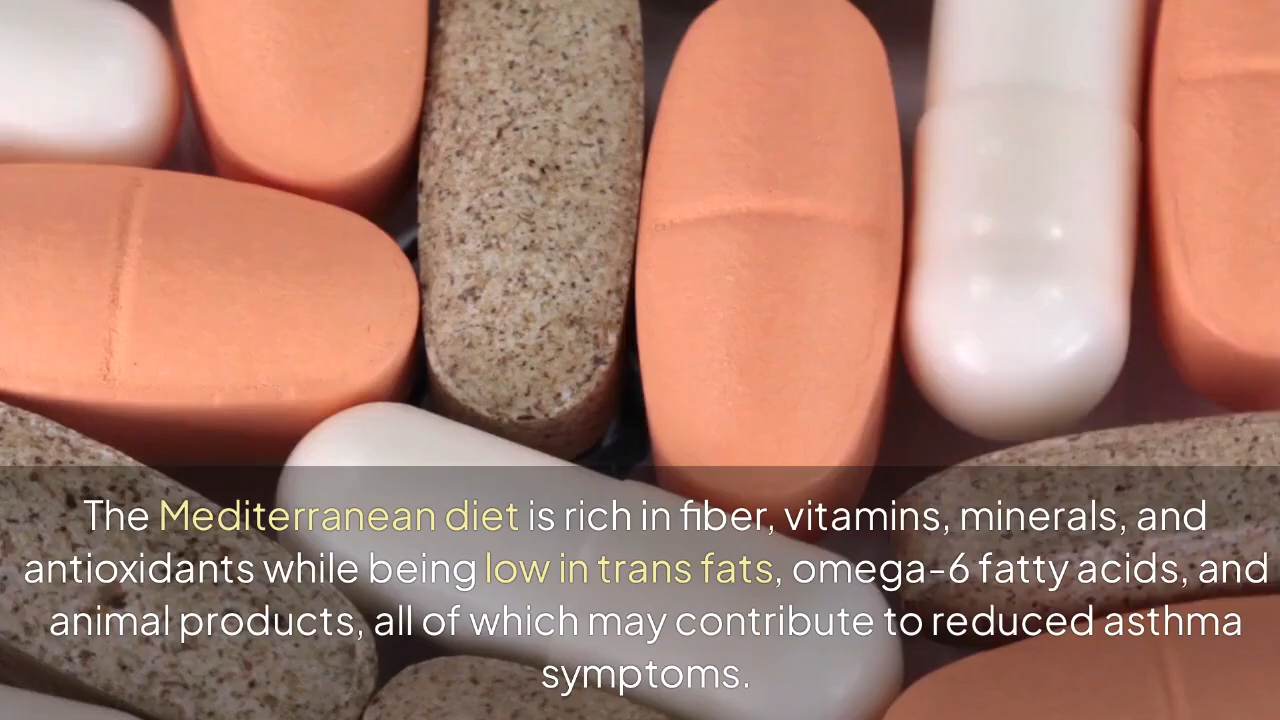 The Mediterranean diet is rich in fiber, vitamins, minerals, and
antioxidants while being low in trans fats, omega-6 fatty acids, and
animal products, all of which may contribute to reduced asthma
symptoms.